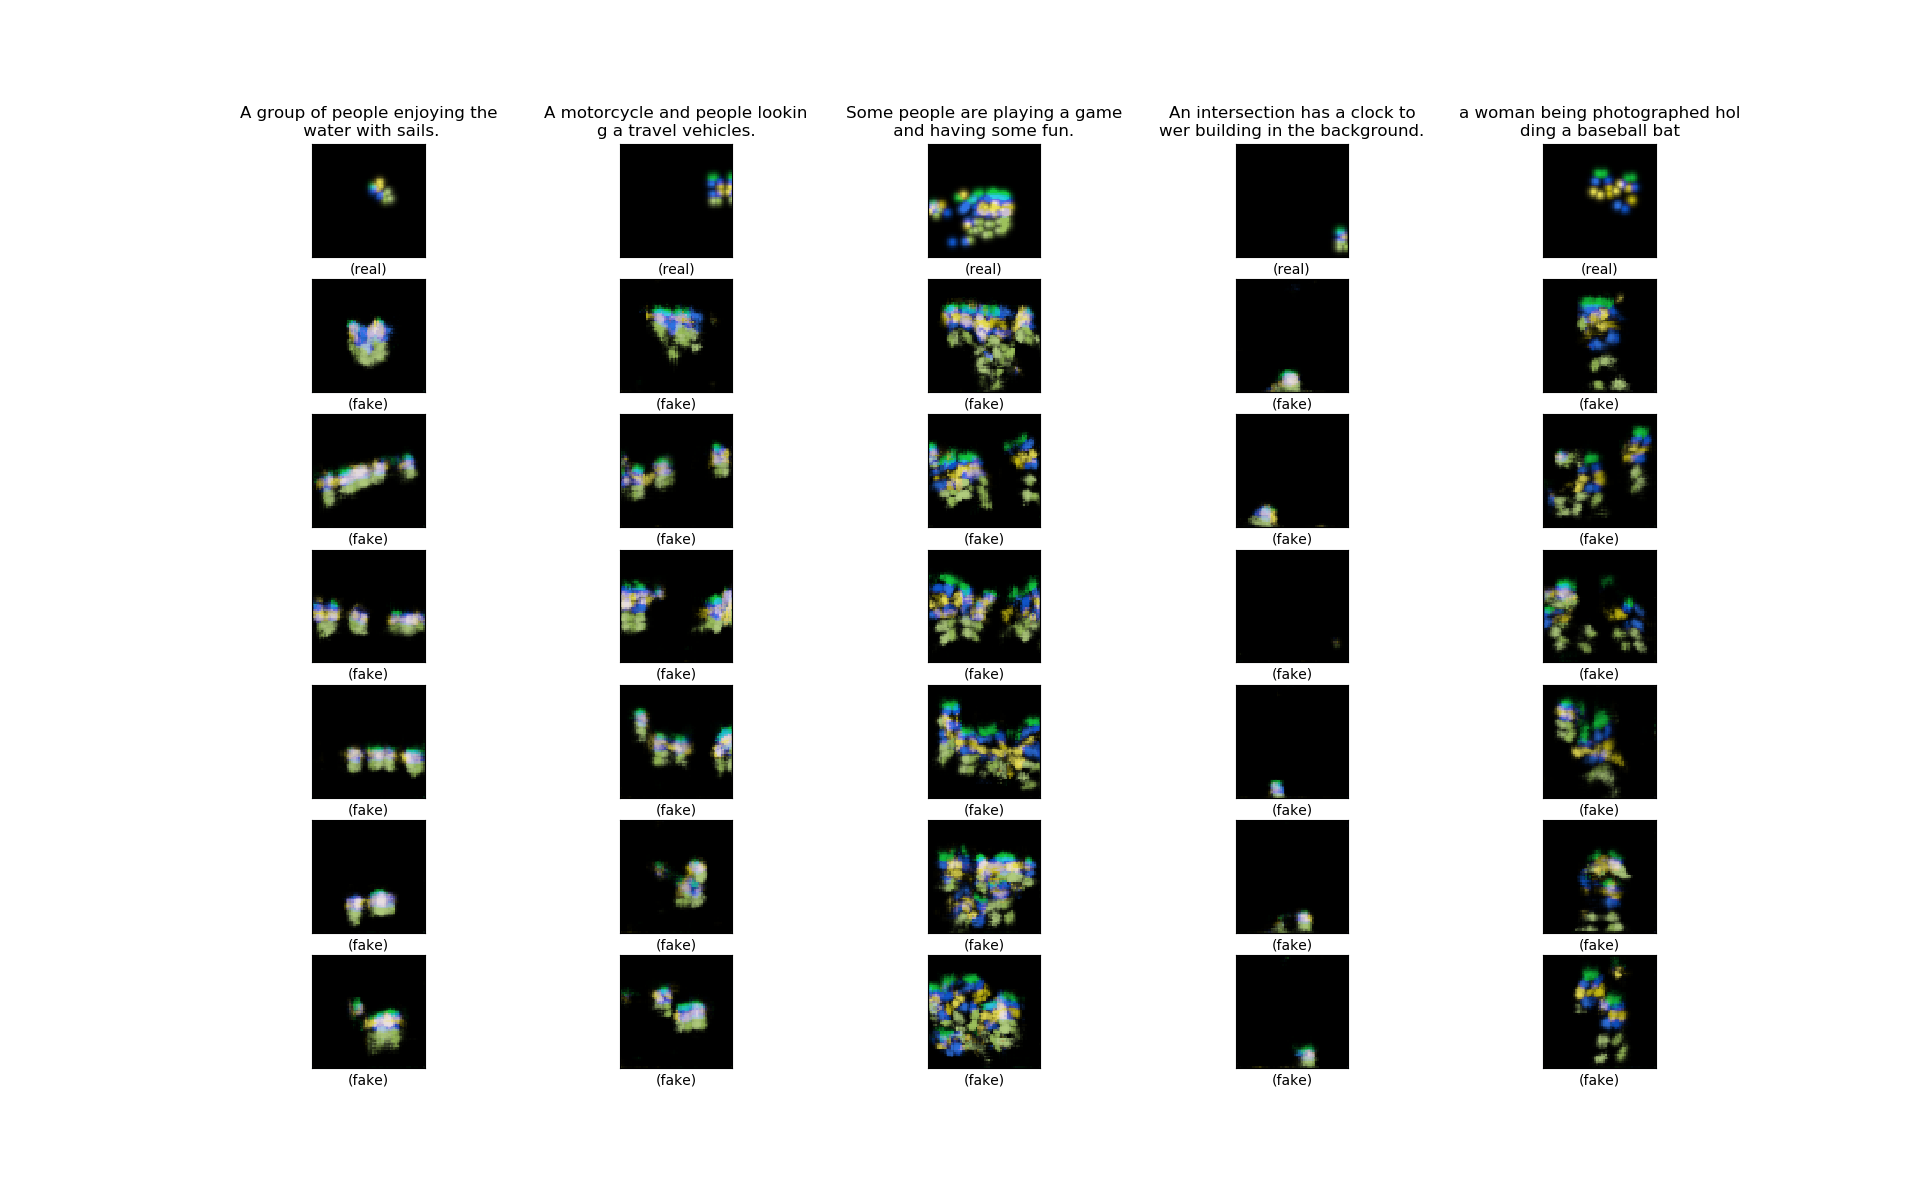 A group of people enjoying the
water with sails.
A motorcycle and people lookin
g a travel vehicles.
Some people are playing a game
and having some fun.
An intersection has a clock to
wer building in the background.
a woman being photographed hol
ding a baseball bat
(real) (real) (real) (real) (real)
(fake) (fake) (fake) (fake) (fake)
(fake) (fake) (fake) (fake) (fake)
(fake) (fake) (fake) (fake) (fake)
(fake) (fake) (fake) (fake) (fake)
(fake) (fake) (fake) (fake) (fake)
(fake) (fake) (fake) (fake) (fake)